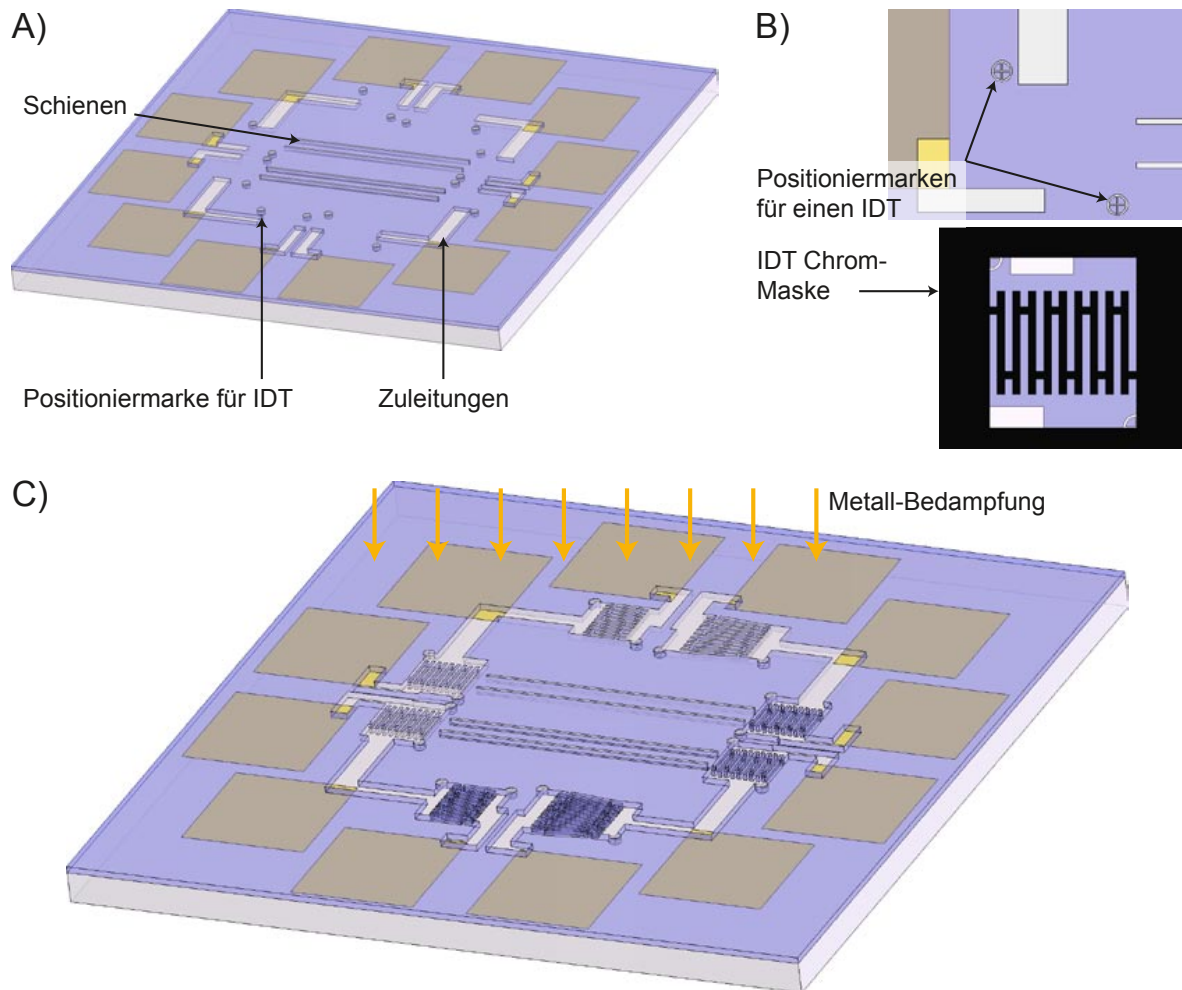 A)
Schienen
Positioniermarke für IDT
Zuleitungen
B)
Positioniermarken
für einen IDT
IDT Chrom-
Maske
C)
Metall-Bedampfung